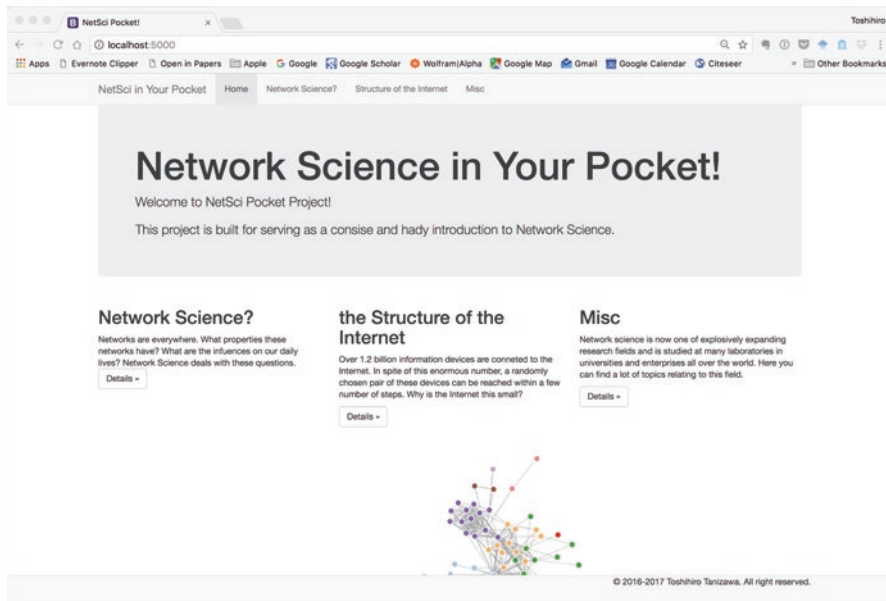 NetSci Pocket!
Toshihiro
localhost:5000
Apps Evernote Clipper Open in Papers Apple Google Google Scholar Wolfram|Alpha Google Map Gmail Google Calendar Citeseer » Other Bookmarks
NetSci in Your Pocket Home Network Science? Structure of the Internet Misc
Network Science in Your Pocket!
Welcome to NetSci Pocket Project!
This project is built for serving as a consise and hady introduction to Network Science.
Network Science?
Networks are everywhere. What properties these
networks have? What are the infuences on our daily
lives? Network Science deals with these questions.
Details »
the Structure of the
Internet
Over 1.2 billion information devices are conneted to the
Internet. In spite of this enormous number, a randomly
chosen pair of these devices can be reached within a few
number of steps. Why is the Internet this small?
Details »
Misc
Network science is now one of explosively expanding
research fields and is studied at many laboratories in
universities and enterprises all over the world. Here you
can find a lot of topics relating to this field.
Details »
© 2016-2017 Toshihiro Tanizawa. All right reserved.